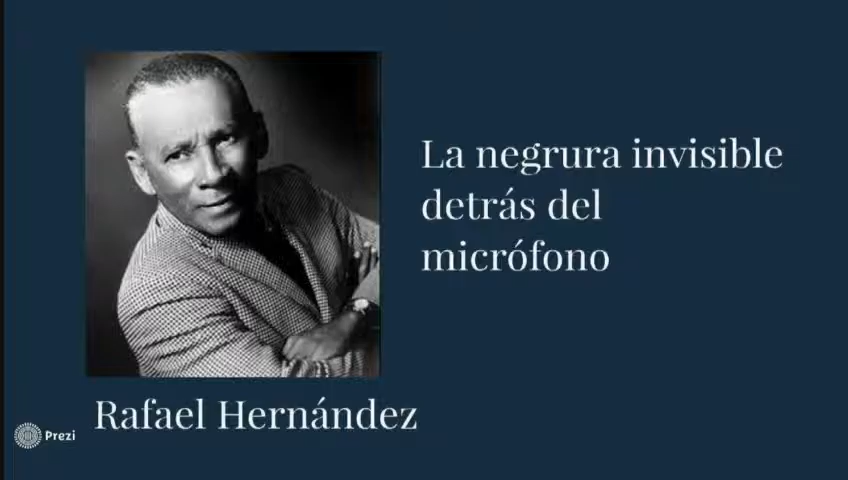 La negrura invisible
detrás del
micrófono
Rafael Hernández
Prezi